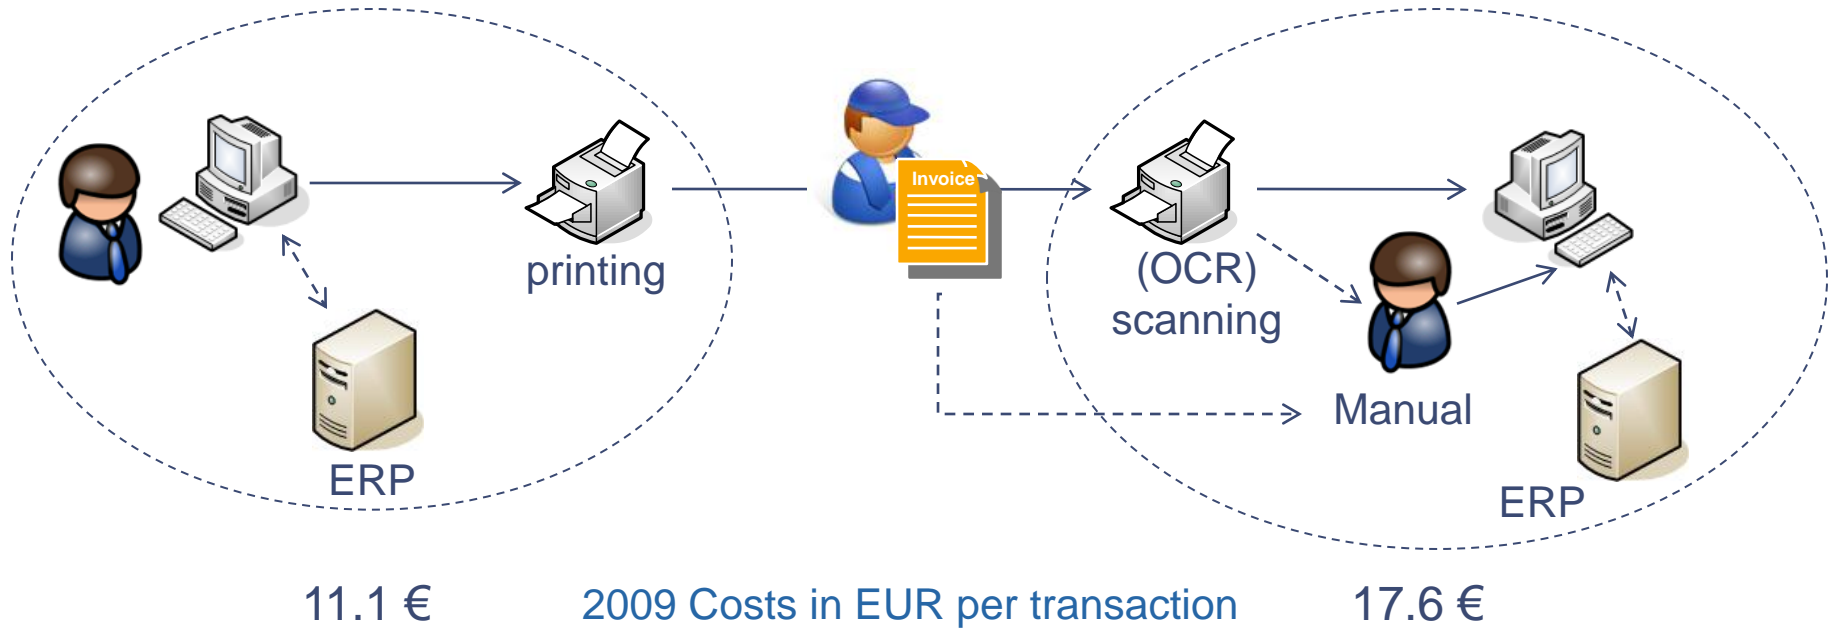 Invoice
printing
(OCR)
scanning
Manual
ERP
ERP
11.1 €
2009 Costs in EUR per transaction
17.6 €